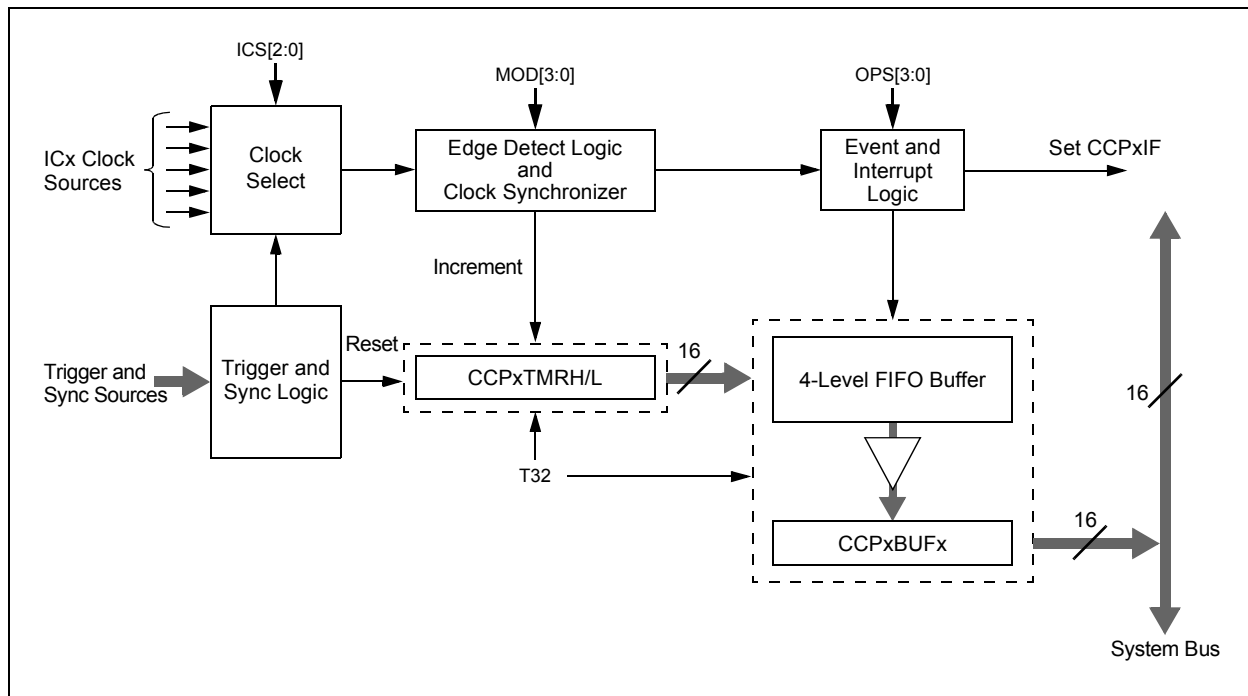 ICS[2:0]
MOD[3:0]
OPS[3:0]
ICx Clock
Sources
Clock
Select
Edge Detect Logic
and
Clock Synchronizer
Event and
Interrupt
Logic
Set CCPxIF
Increment
Trigger and
Sync Sources
Trigger and
Sync Logic
Reset
CCPxTMRH/L
16
4-Level FIFO Buffer
16
T32
CCPxBUFx
16
System Bus